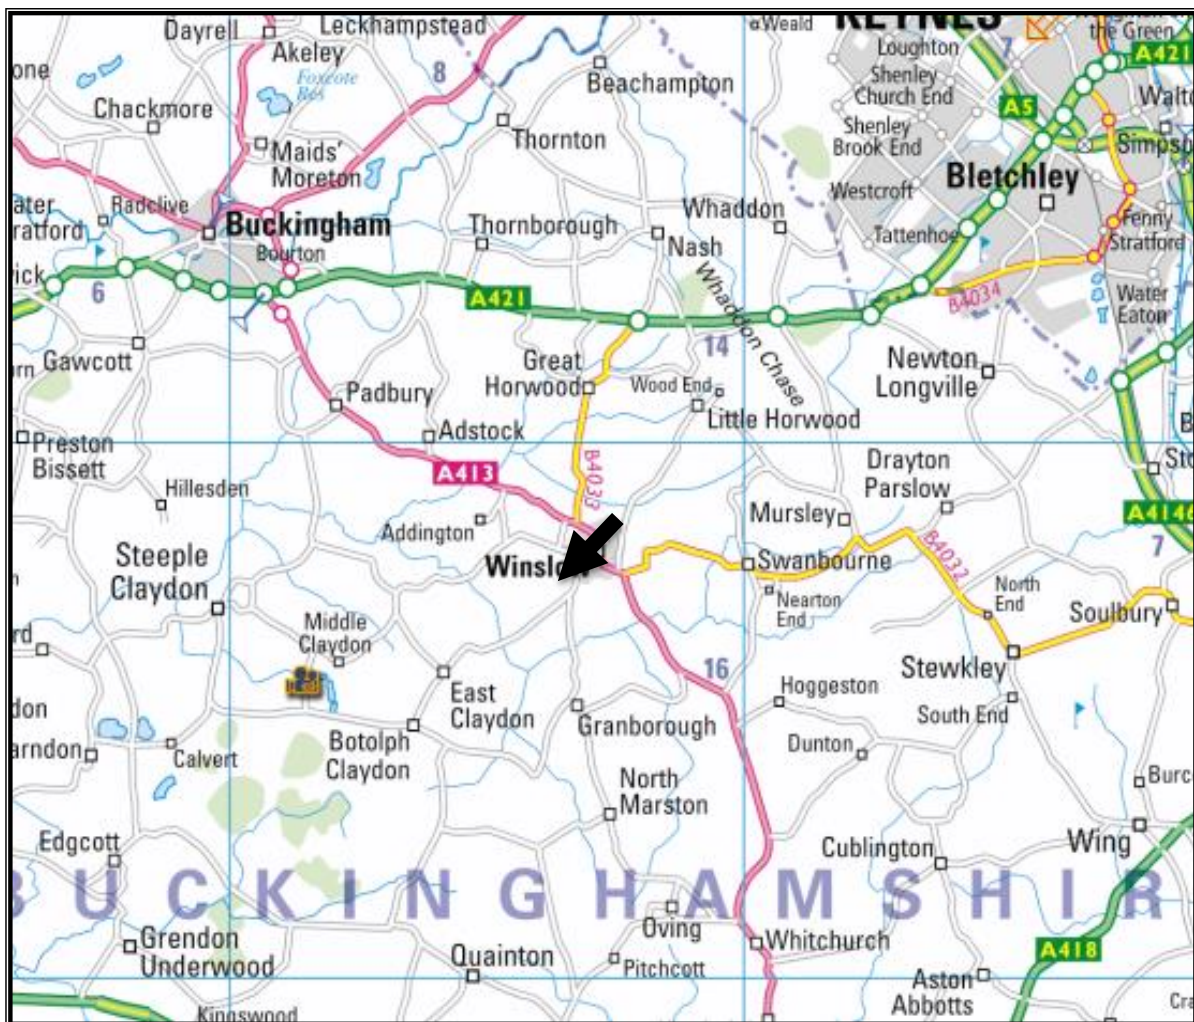 Dayrell
Leckhampstead
Akeley
Foxcote
Res
8
Weald
KEYNES
7
the Green
Loughton
A421
Beachampton
Shenley
Church End
A5
Chackmore
Thornton
Shenley
Brook End
Maids'
Moreton
Bletchley
Westcroft
Radclive
Buckingham
Bourton
Thornborough
Whaddon
Nash
Tattenhoe
Fenny
Stratford
6
A421
Whaddon Chase
B4034
Water
Eaton
Gawcott
Great
Horwood
14
Newton
Longville
Wood End
Padbury
Little Horwood
Adstock
Preston
Bissett
A413
B4033
Drayton
Parslow
Hillesden
Addington
Mursley
A4146
7
Steeple
Claydon
Swanbourne
B4032
Nearton
End
North
End
Soulbury
Middle
Claydon
16
Stewkley
East
Claydon
Hoggeston
South End
Granborough
Botolph
Claydon
Calvert
Dunton
North
Marston
Edgcott
Cublington
Wing
BUCKINGHAMSHIR
Oving
Grendon
Underwood
Whitchurch
A418
Quainton
Pitchcott
Aston
Abbotts
Kingswood